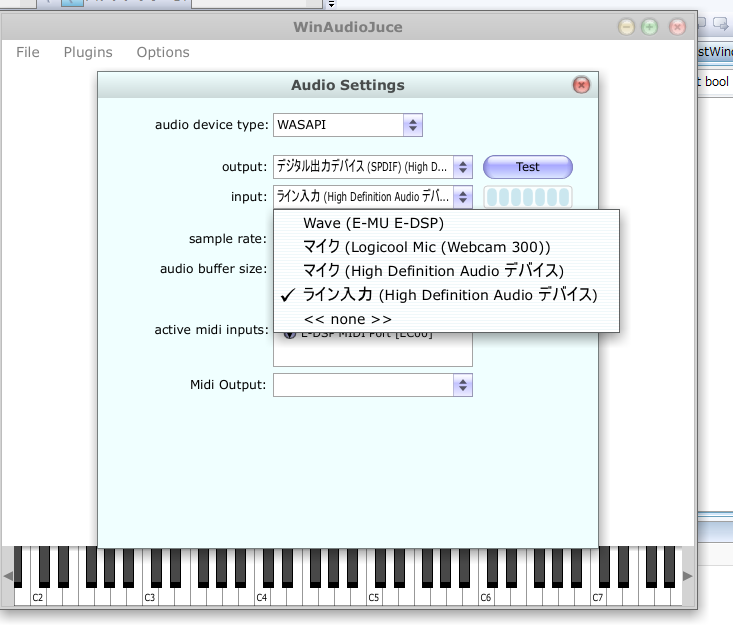 WinAudioJuce
File Plugins Options
stWind
t bool
Audio Settings
audio device type: WASAPI
output: デジタル出力デバイス (SPDIF) (High D... Test
input: ライン入力 (High Definition Audio デバ...
Wave (E-MU E-DSP)
マイク (Logicool Mic (Webcam 300))
マイク (High Definition Audio デバイス)
✓ ライン入力 (High Definition Audio デバイス)
<< none >>
sample rate:
audio buffer size:
active midi inputs: E-DSP MIDI Port [EC00]
Midi Output:
C2 C3 C4 C5 C6 C7